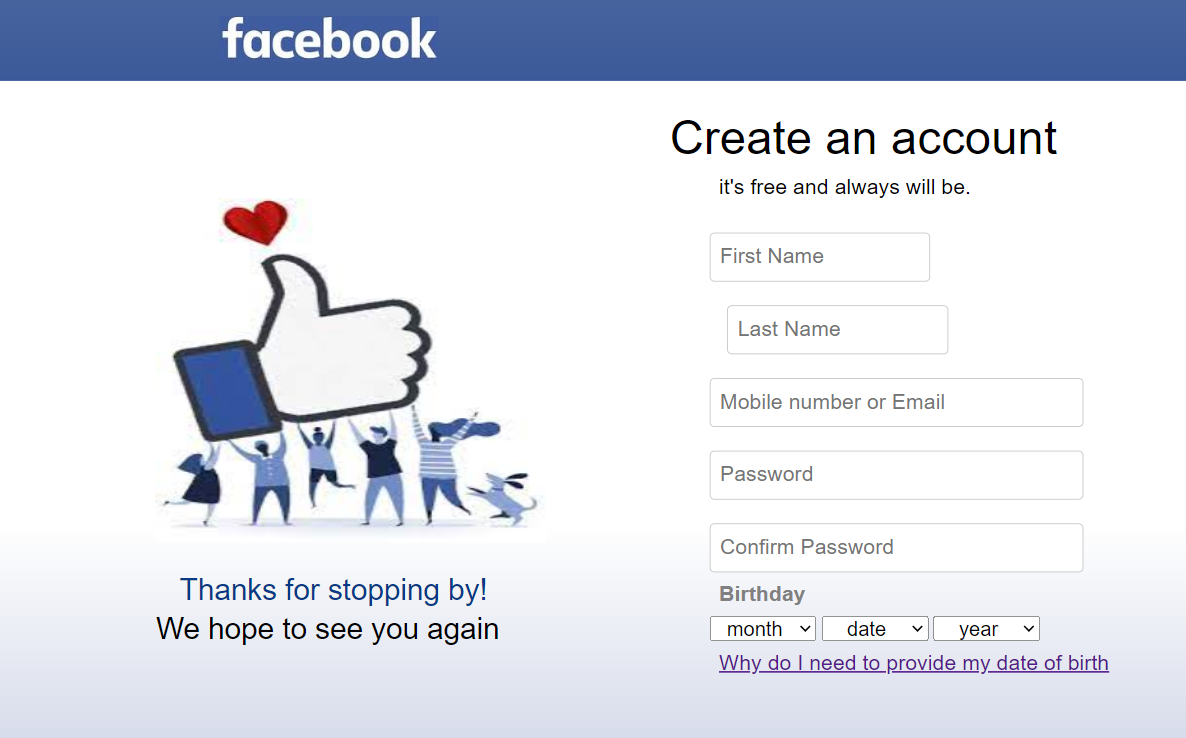 facebook
Create an account
it's free and always will be.
First Name
Last Name
Mobile number or Email
Password
Confirm Password
Birthday
month date year
Why do I need to provide my date of birth
Thanks for stopping by!
We hope to see you again